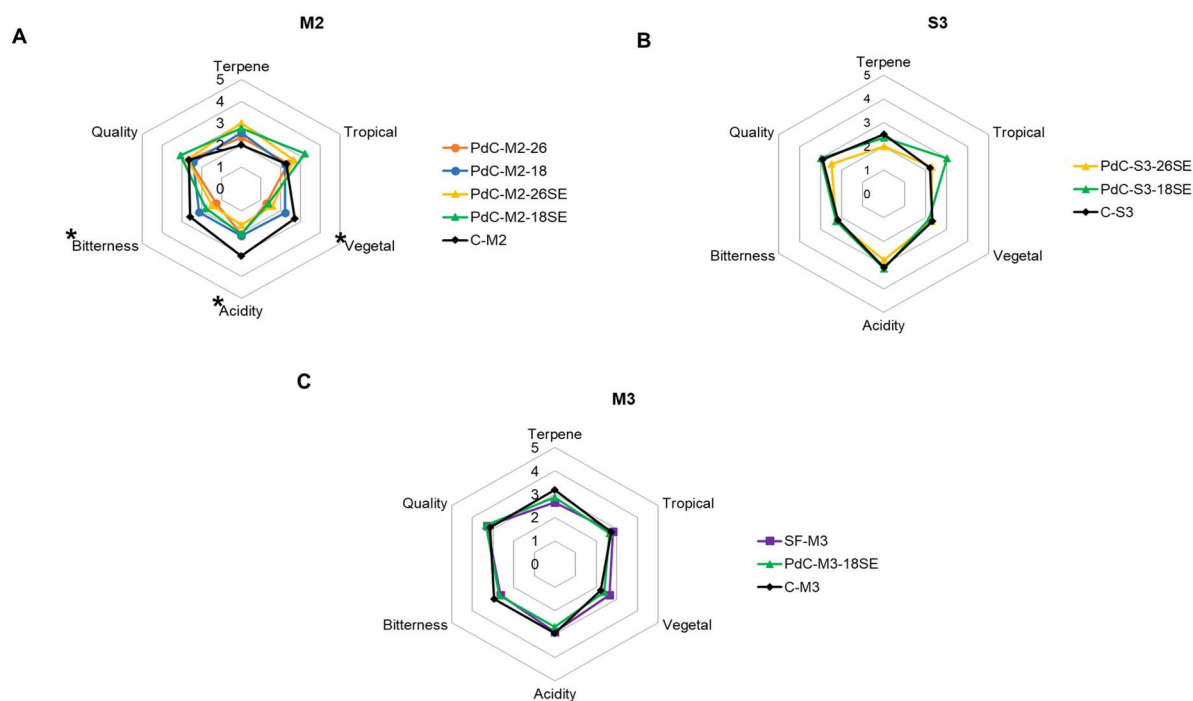 A
M2
Terpene
5
4
3
2
1
0
Tropical
Vegetal
*
Acidity
*
Bitterness
*
Quality
PdC-M2-26
PdC-M2-18
PdC-M2-26SE
PdC-M2-18SE
C-M2
B
S3
Terpene
5
4
3
2
1
0
Tropical
Vegetal
Acidity
Bitterness
Quality
PdC-S3-26SE
PdC-S3-18SE
C-S3
C
M3
Terpene
5
4
3
2
1
0
Tropical
Vegetal
Acidity
Bitterness
Quality
SF-M3
PdC-M3-18SE
C-M3